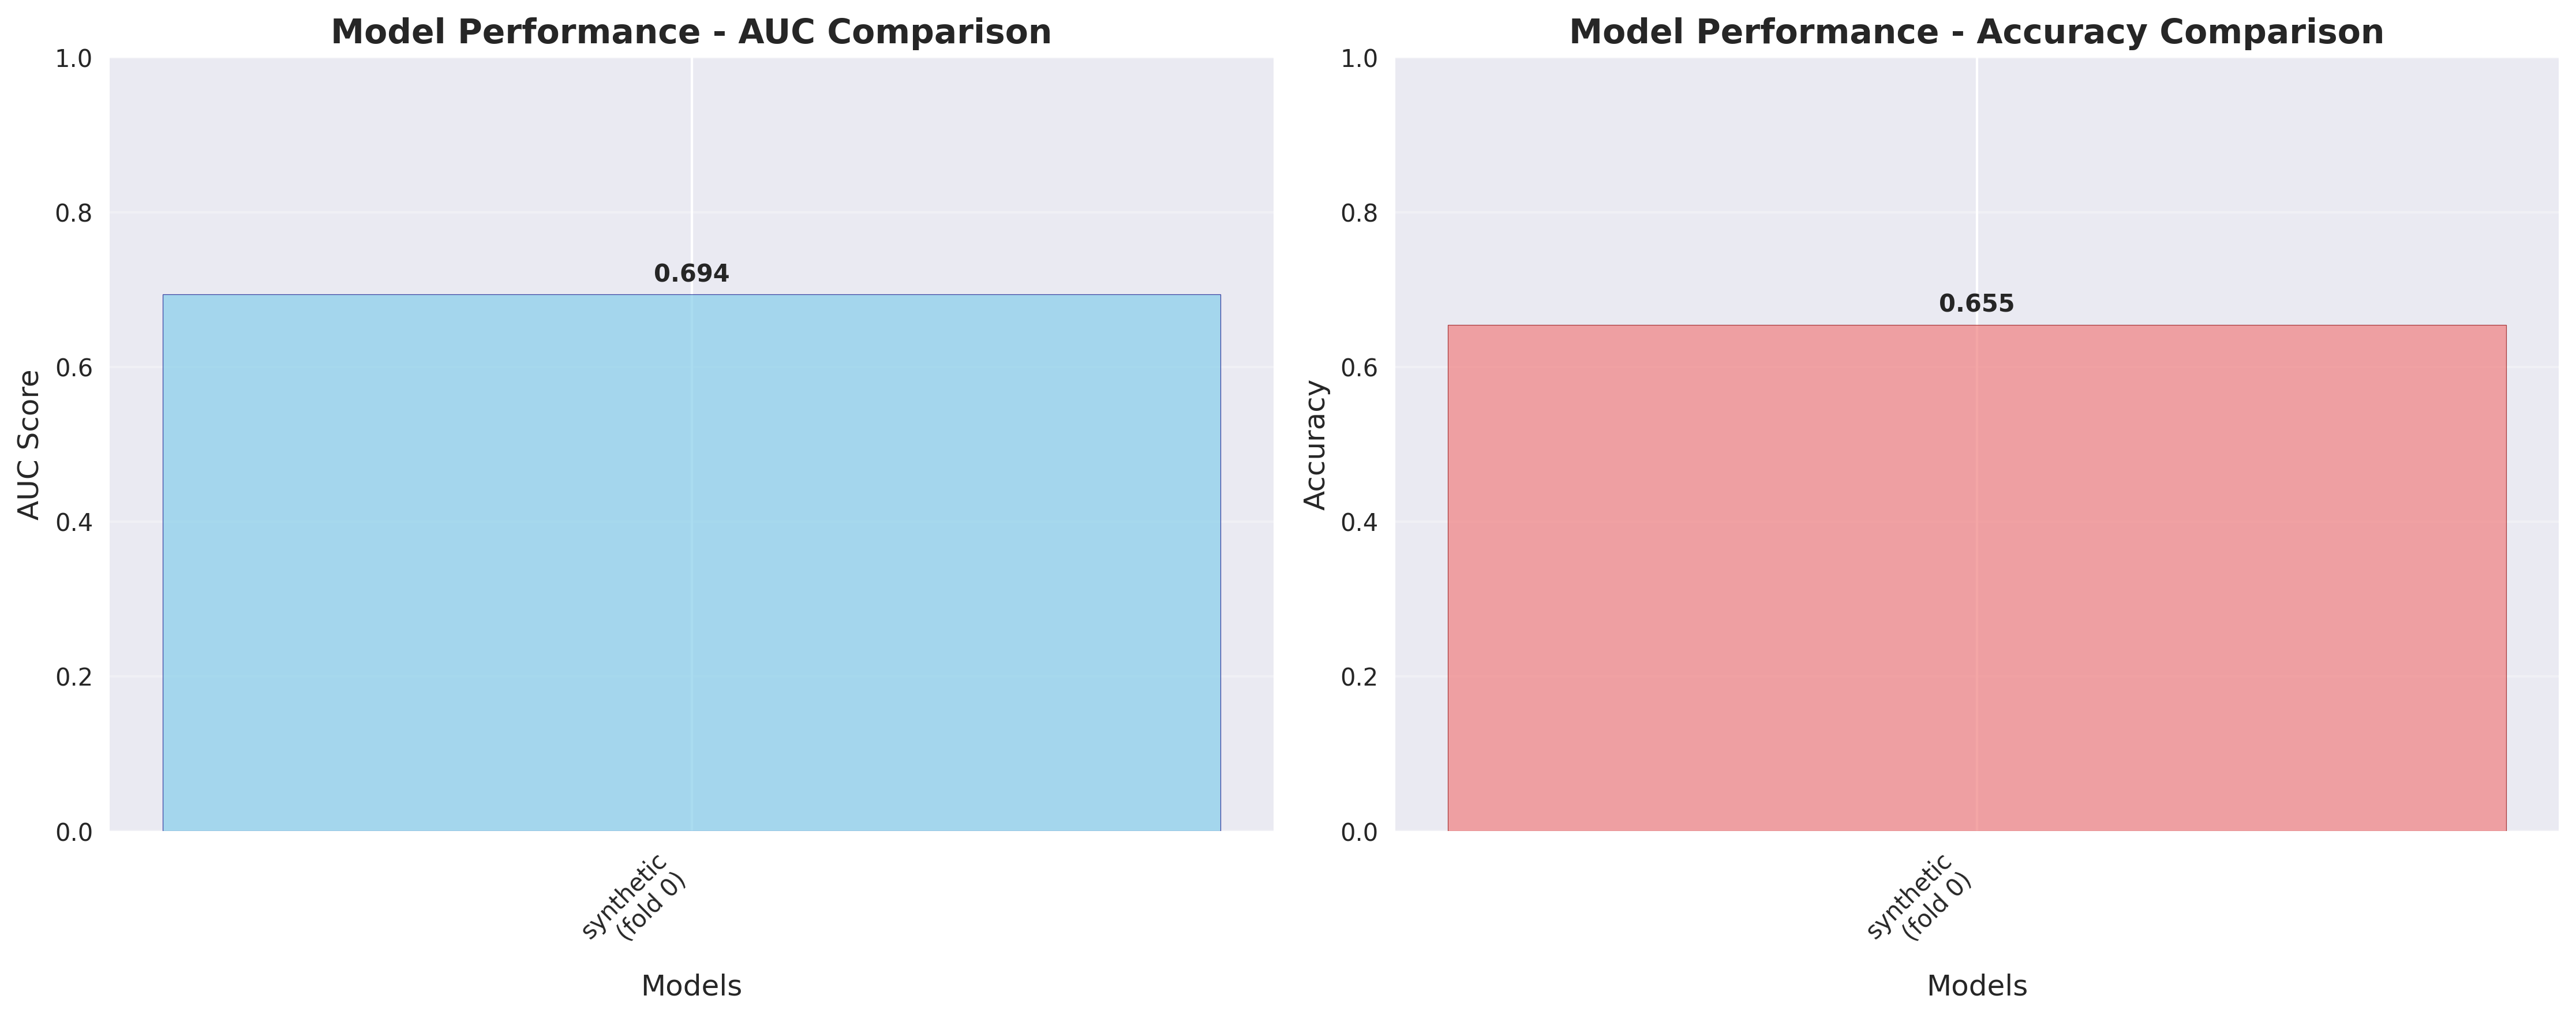 Model Performance - AUC Comparison
1.0
0.8
0.6
0.4
0.2
0.0
AUC Score
0.694
synthetic
(fold 0)
Models
Model Performance - Accuracy Comparison
1.0
0.8
0.6
0.4
0.2
0.0
Accuracy
0.655
synthetic
(fold 0)
Models